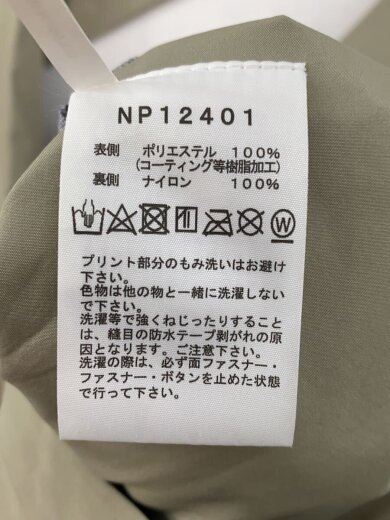 NP12401
表側 ポリエステル 100%
(コーティング等樹脂加工)
裏側 ナイロン 100%
W
プリント部分のもみ洗いはお避け
下さい。
色物は他の物と一緒に洗濯しない
で下さい。
洗濯等で強くねじったりすること
は、縫目の防水テープ剥がれの原
因となります。ご注意下さい。
洗濯の際は、必ず面ファスナー・
ファスナー・ボタンを止めた状態
で行って下さい。